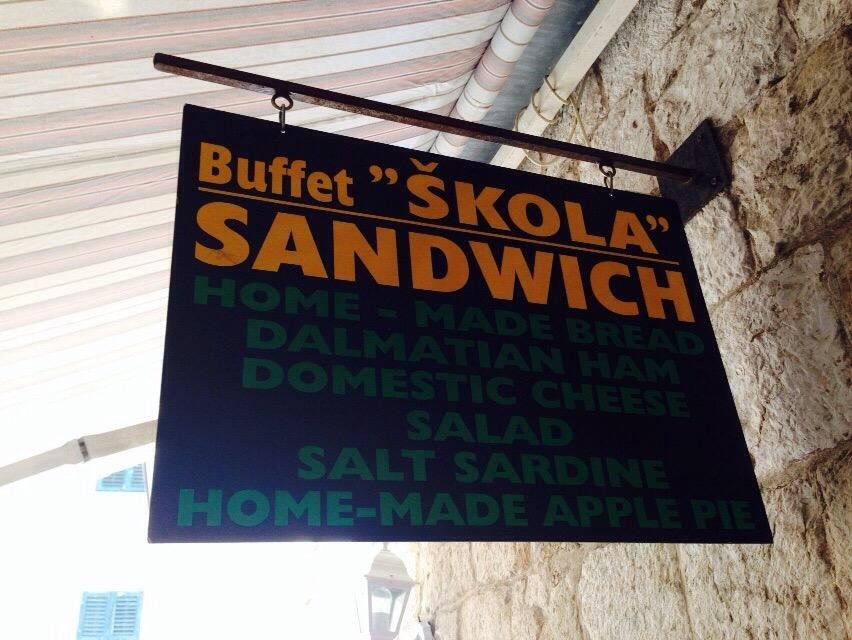 Buffet ”ŠKOLA”
SANDWICH
HOME - MADE BREAD
DALMATIAN HAM
DOMESTIC CHEESE
SALAD
SALT SARDINE
HOME-MADE APPLE PIE